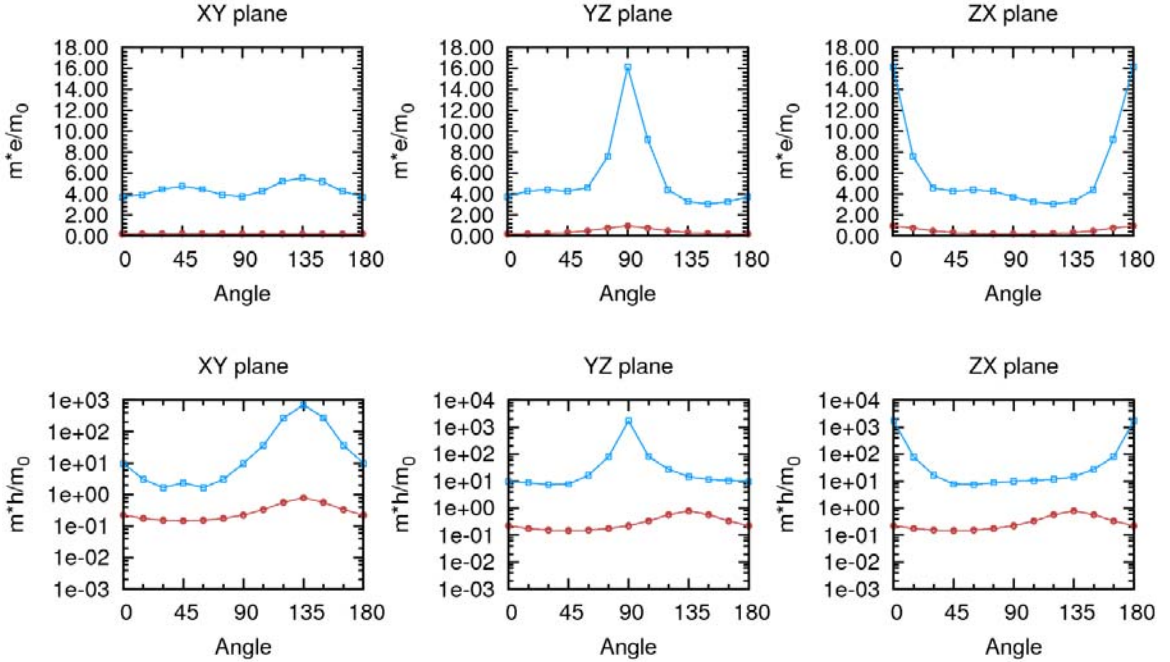 XY plane
YZ plane
ZX plane
18.00
16.00
14.00
12.00
10.00
8.00
6.00
4.00
2.00
0.00
m*e/m0
0 45 90 135 180
Angle
18.00
16.00
14.00
12.00
10.00
8.00
6.00
4.00
2.00
0.00
m*e/m0
0 45 90 135 180
Angle
18.00
16.00
14.00
12.00
10.00
8.00
6.00
4.00
2.00
0.00
m*e/m0
0 45 90 135 180
Angle
XY plane
YZ plane
ZX plane
1e+03
1e+02
1e+01
1e+00
1e-01
1e-02
1e-03
m*h/m0
0 45 90 135 180
Angle
1e+04
1e+03
1e+02
1e+01
1e+00
1e-01
1e-02
1e-03
m*h/m0
0 45 90 135 180
Angle
1e+04
1e+03
1e+02
1e+01
1e+00
1e-01
1e-02
1e-03
m*h/m0
0 45 90 135 180
Angle